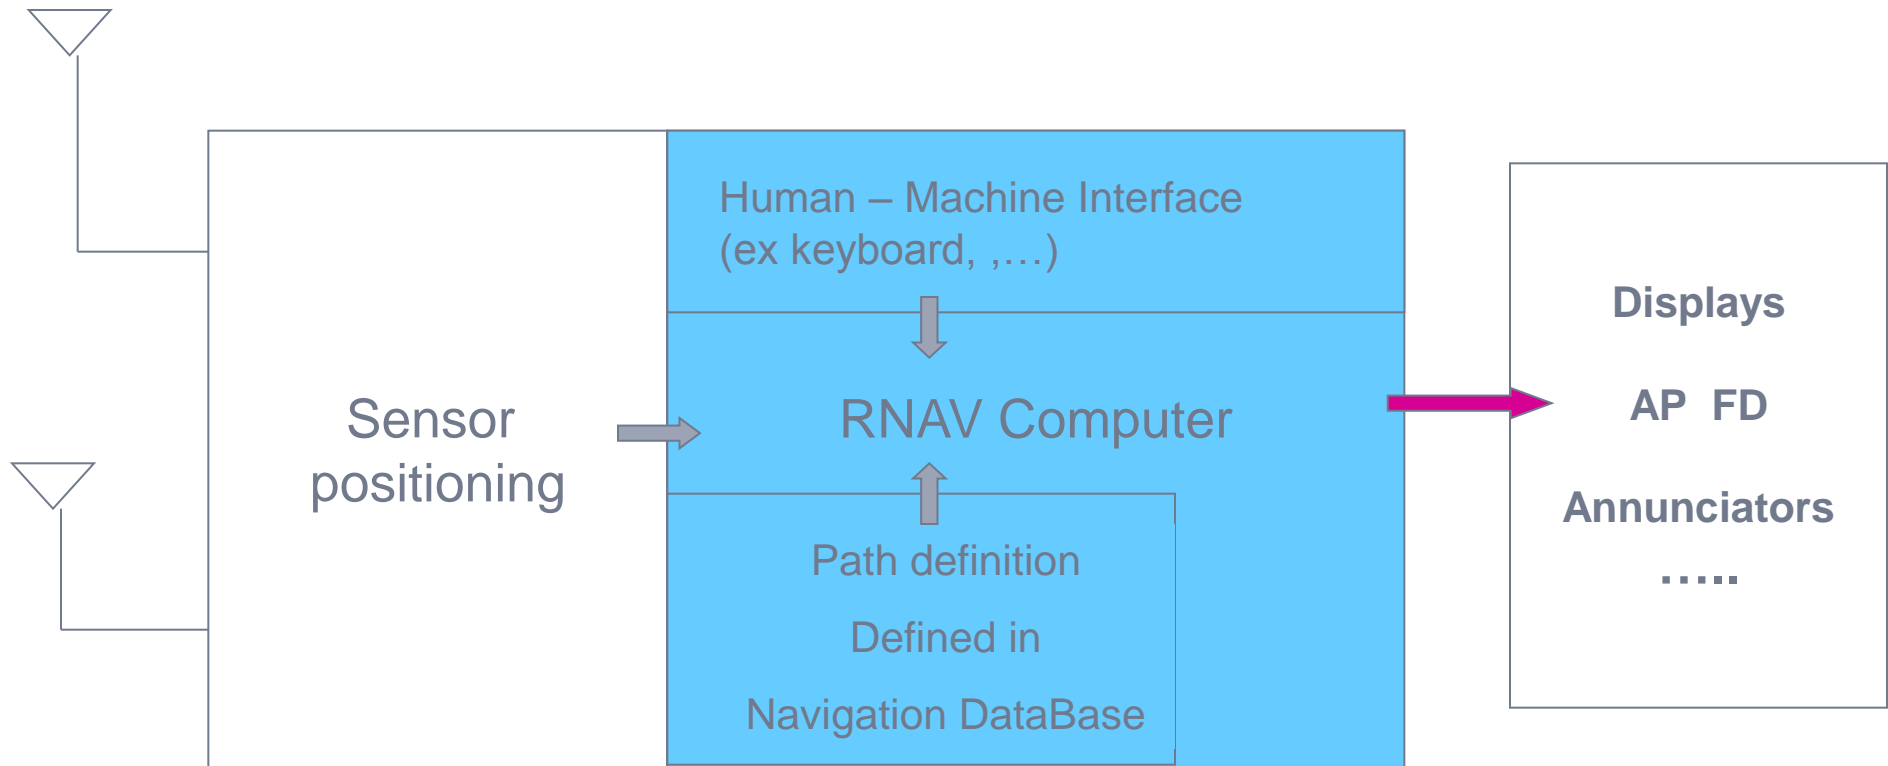 Human – Machine Interface
(ex keyboard, ,…)
Sensor
positioning
RNAV Computer
Path definition
Defined in
Navigation DataBase
Displays
AP FD
Annunciators
…..